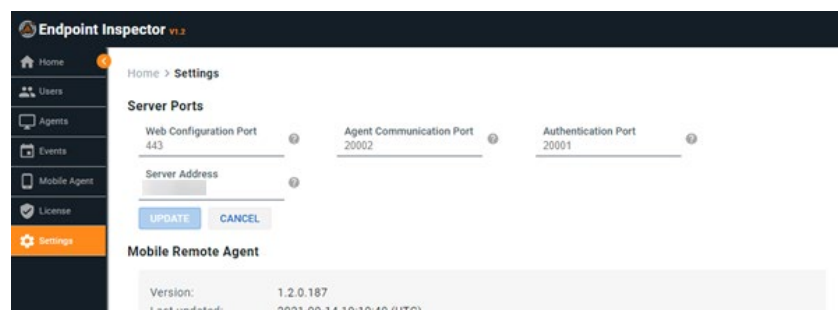 Endpoint Inspector V1.2
Home
Users
Agents
Events
Mobile Agent
License
Settings
Home > Settings
Server Ports
Web Configuration Port
443
Agent Communication Port
20002
Authentication Port
20001
Server Address
UPDATE CANCEL
Mobile Remote Agent
Version: 1.2.0.187
Last updated: